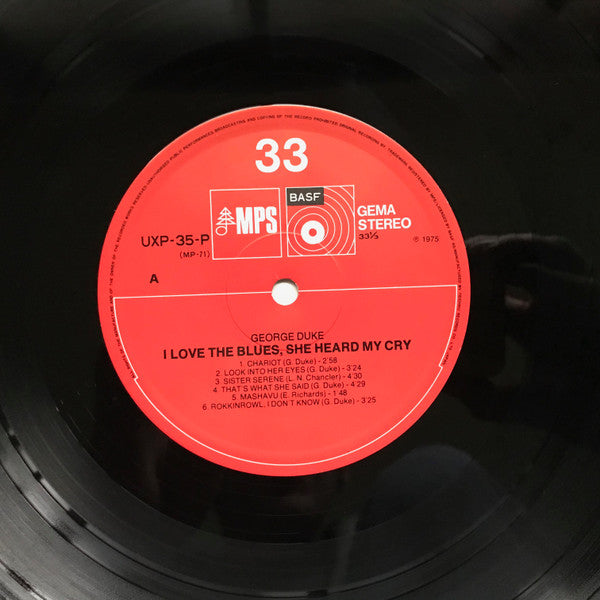 33
MPS
BASF
GEMA
STEREO
33⅓
UXP-35-P
(MP-71)
℗ 1975
A
GEORGE DUKE
I LOVE THE BLUES, SHE HEARD MY CRY
1. CHARIOT (G. Duke) - 2:58
2. LOOK INTO HER EYES (G. Duke) - 3:24
3. SISTER SERENE (L. N. Chancler) - 4:30
4. THAT'S WHAT SHE SAID (G. Duke) - 4:29
5. MASHAVU (E. Richards) - 1:48
6. ROKKINROWL, I DON T KNOW (G. Duke) - 3:25